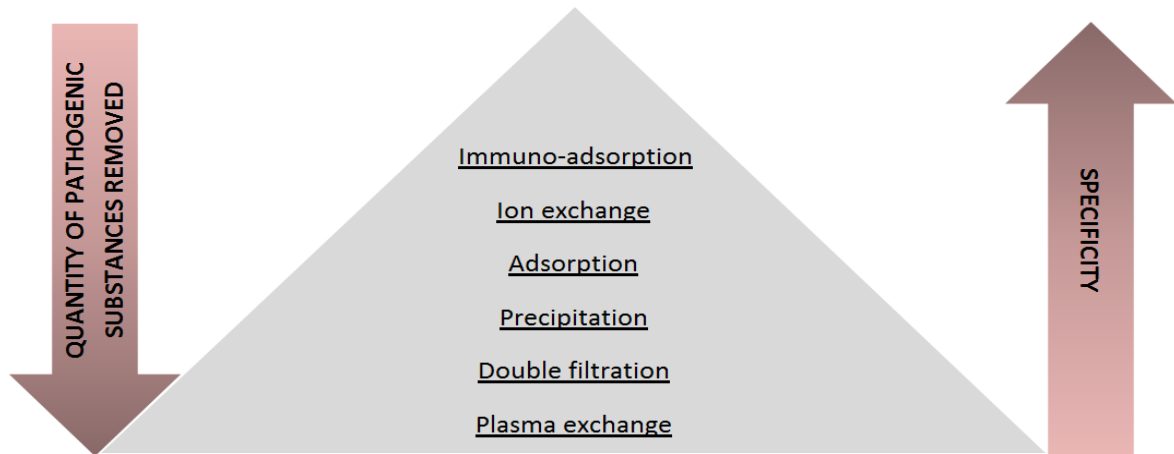 QUANTITY OF PATHOGENIC
SUBSTANCES REMOVED
Immuno-adsorption
Ion exchange
Adsorption
Precipitation
Double filtration
Plasma exchange
SPECIFICITY